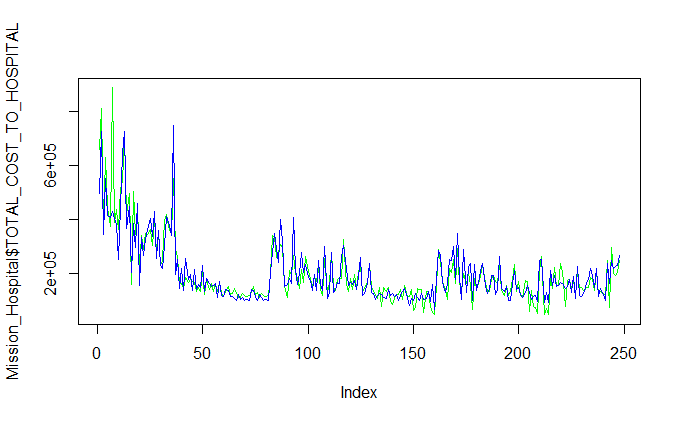 Mission_Hospital$TOTAL_COST_TO_HOSPITAL
6e+05
2e+05
0 50 100 150 200 250
Index